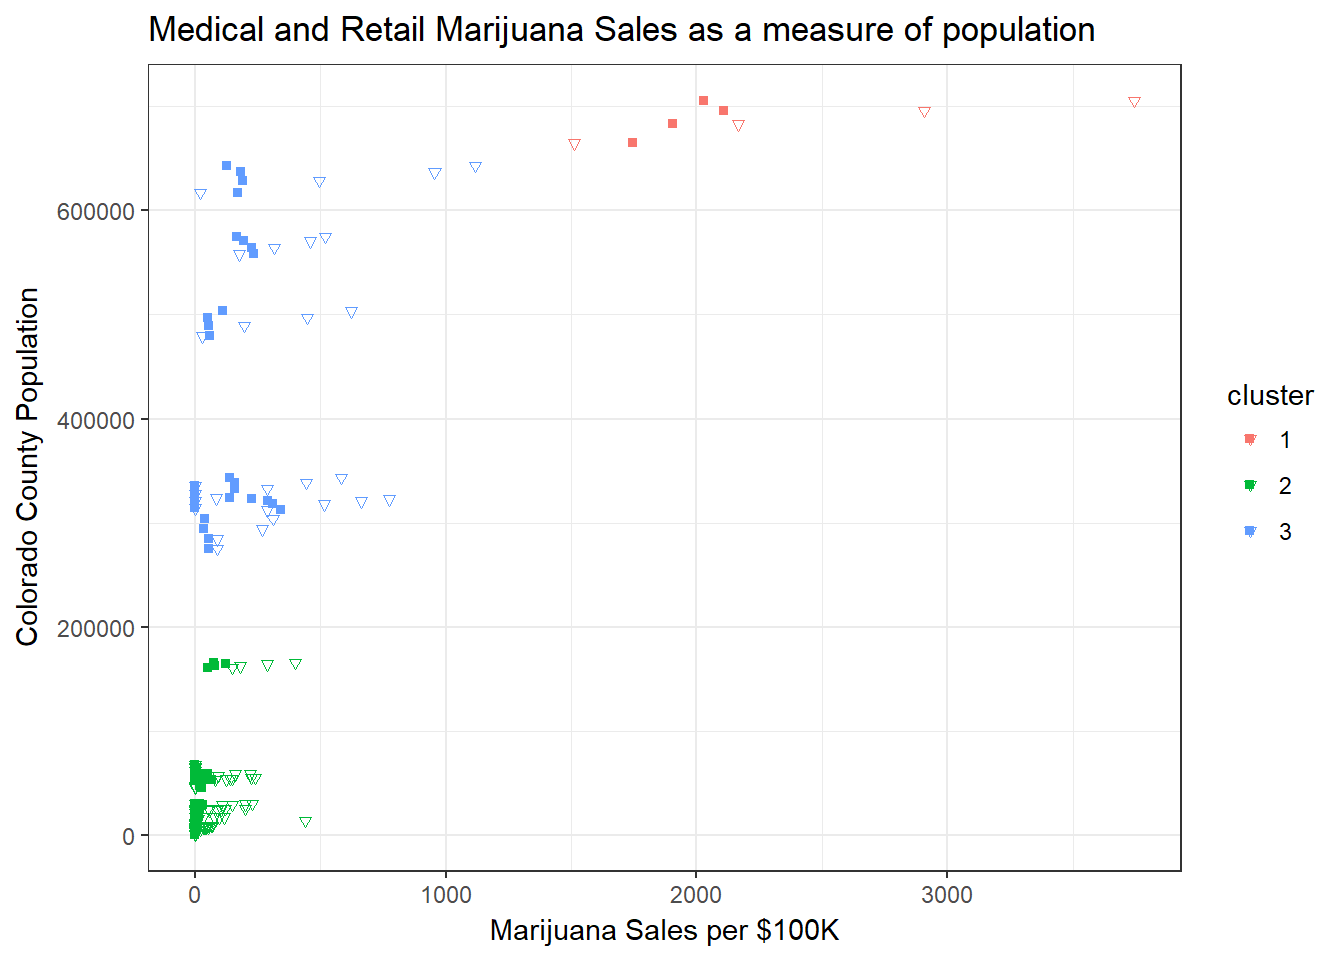 Medical and Retail Marijuana Sales as a measure of population
Colorado County Population
600000
400000
200000
0
0 1000 2000 3000
Marijuana Sales per $100K
cluster
1
2
3